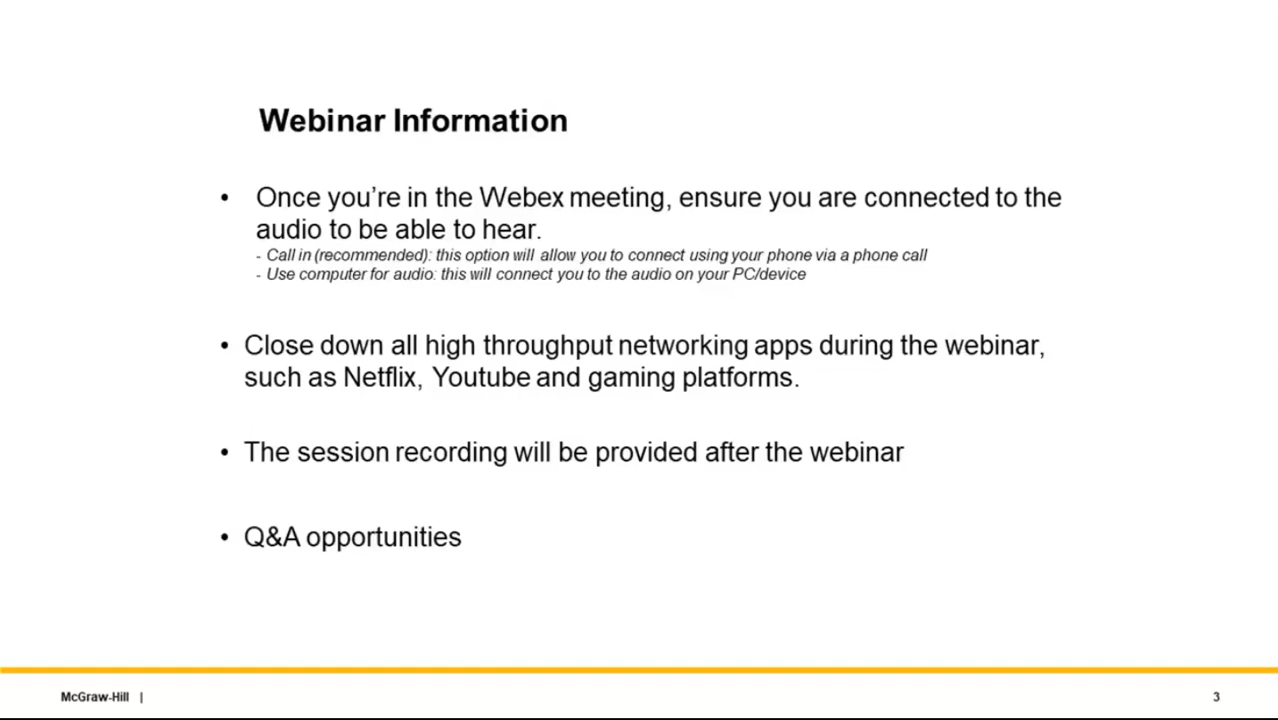 Webinar Information
• Once you’re in the Webex meeting, ensure you are connected to the
audio to be able to hear.
- Call in (recommended): this option will allow you to connect using your phone via a phone call
- Use computer for audio: this will connect you to the audio on your PC/device
• Close down all high throughput networking apps during the webinar,
such as Netflix, Youtube and gaming platforms.
• The session recording will be provided after the webinar
• Q&A opportunities
McGraw-Hill |
3